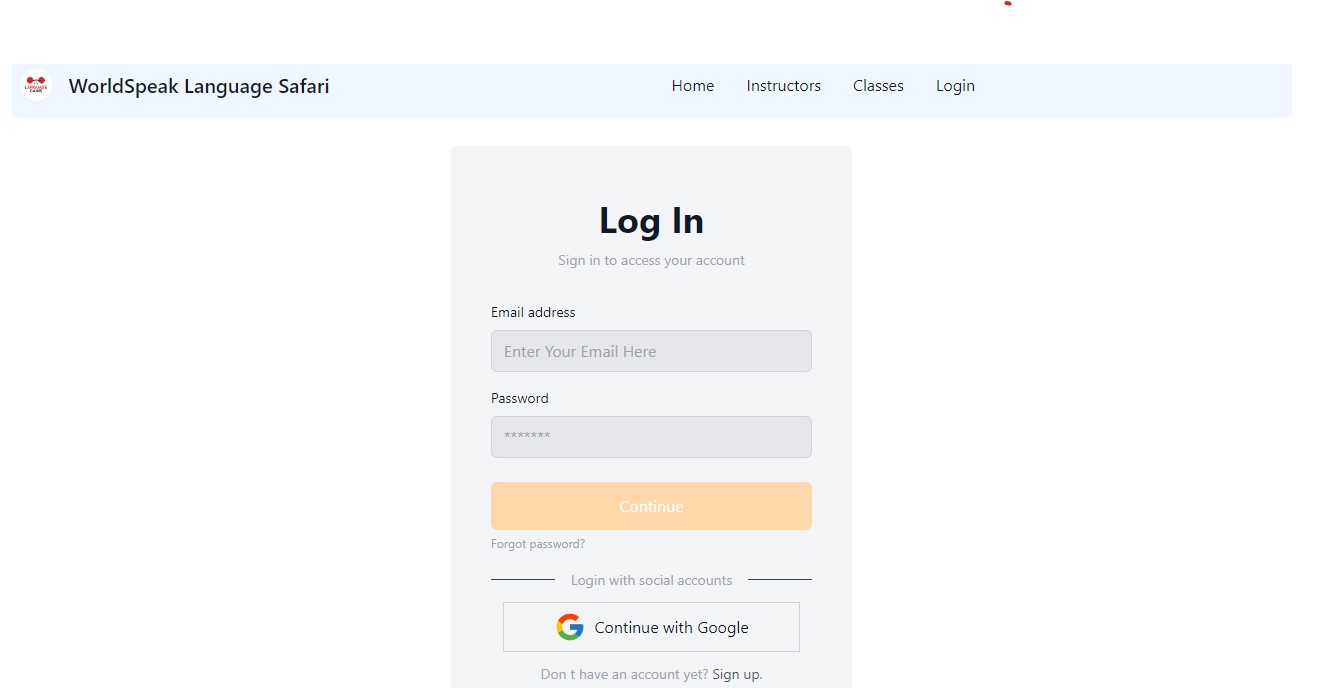 LANGUAGE
GAINS
WorldSpeak Language Safari
Home Instructors Classes Login
Log In
Sign in to access your account
Email address
Enter Your Email Here
Password
*******
Continue
Forgot password?
Login with social accounts
Continue with Google
Don t have an account yet? Sign up.